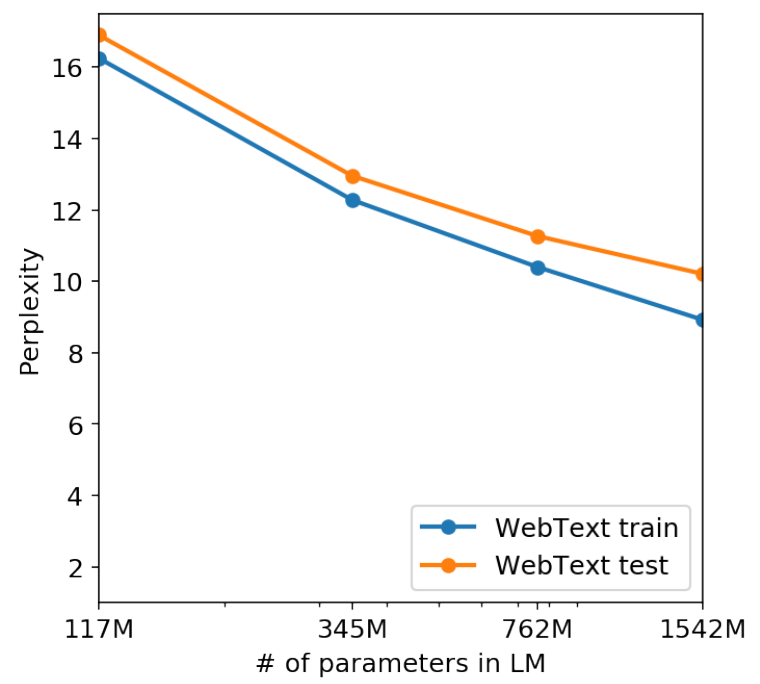 16
14
12
10
8
6
4
2
Perplexity
WebText train
WebText test
117M 345M 762M 1542M
# of parameters in LM